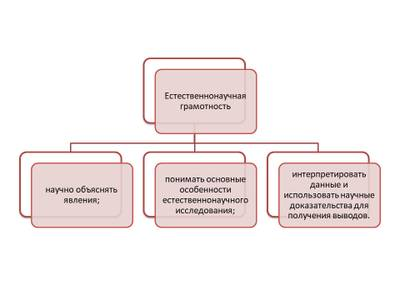 Естественнонаучная
грамотность
научно объяснять
явления;
понимать основные
особенности
естественнонаучного
исследования;
интерпретировать
данные и
использовать научные
доказательства для
получения выводов.